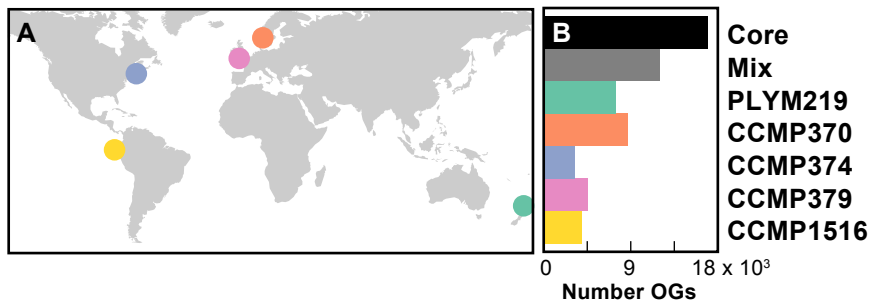 A
B
Core
Mix
PLYM219
CCMP370
CCMP374
CCMP379
CCMP1516
0 9 18 x 10³
Number OGs